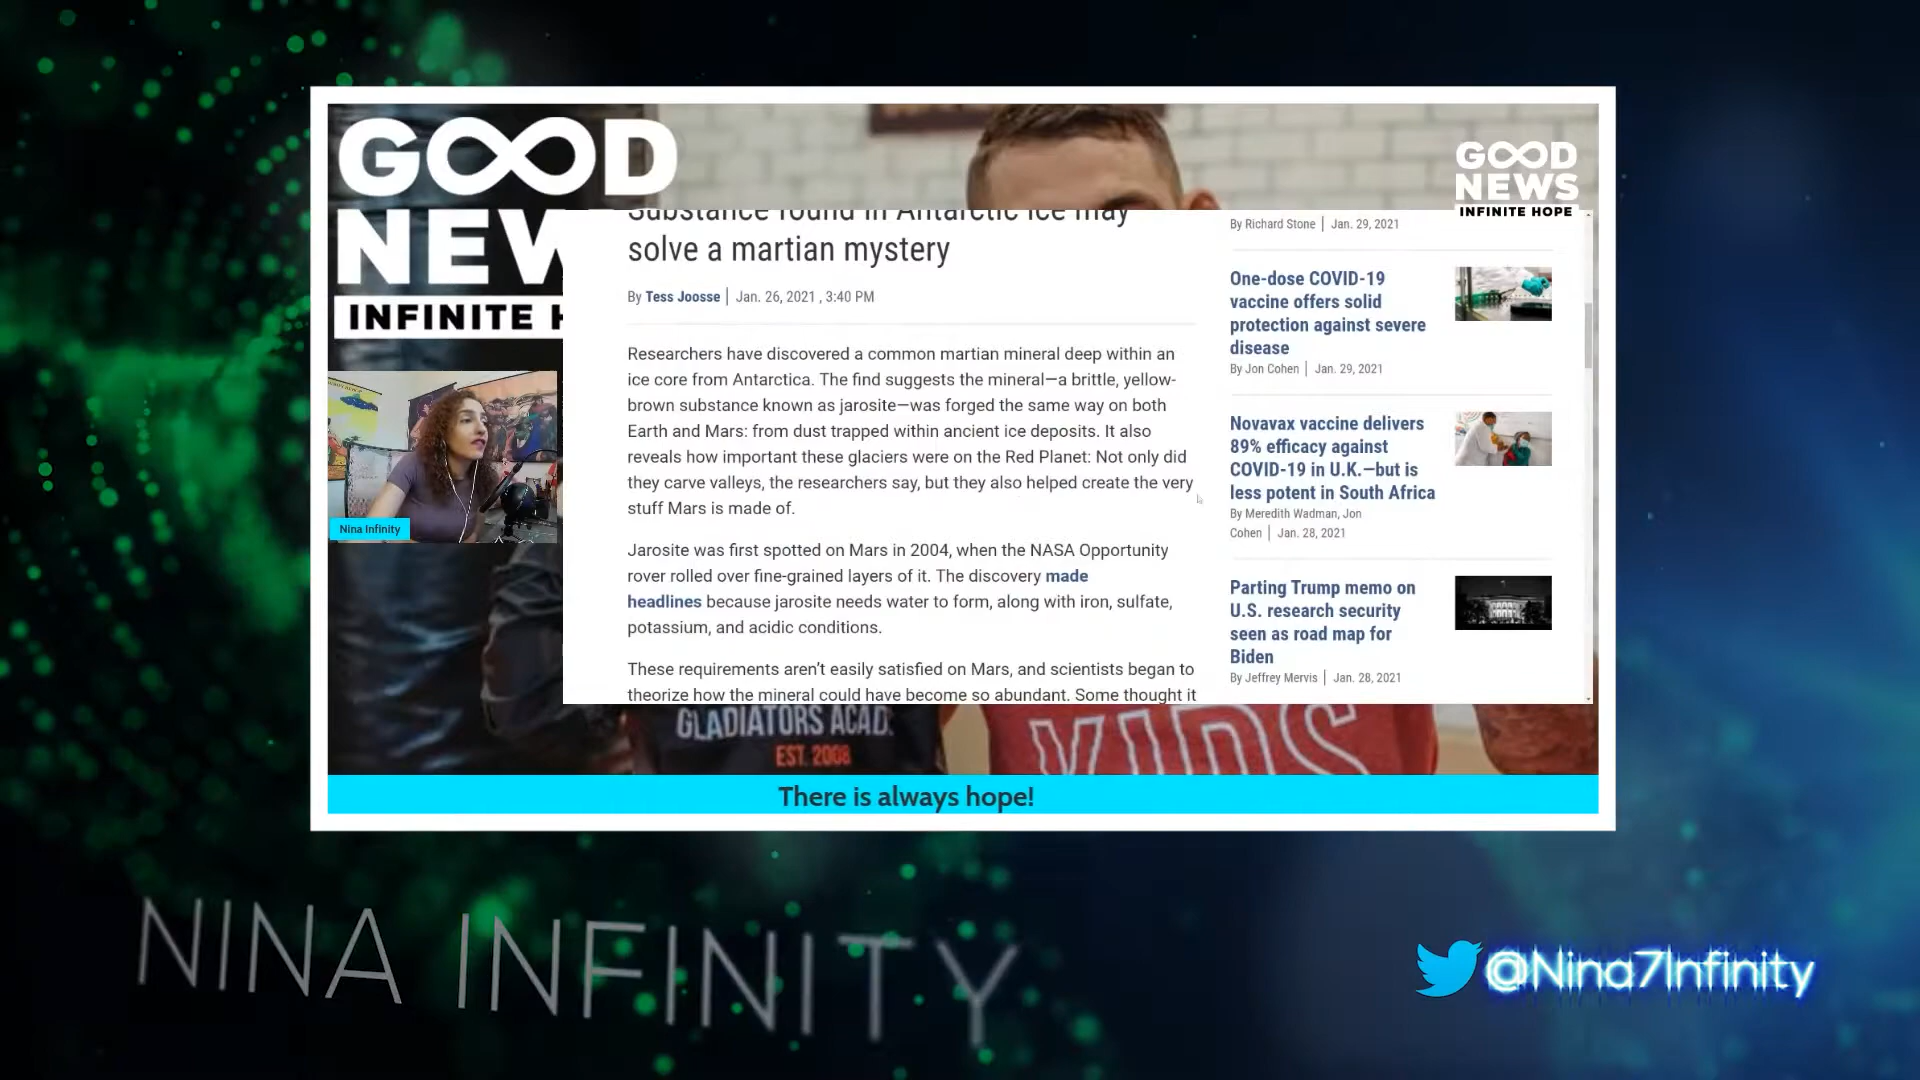 GOOD
NEW
INFINITE H
GOOD
NEWS
INFINITE HOPE
Substance found in Antarctic ice may
solve a martian mystery
By Tess Joosse | Jan. 26, 2021 , 3:40 PM
Researchers have discovered a common martian mineral deep within an
ice core from Antarctica. The find suggests the mineral—a brittle, yellow-
brown substance known as jarosite—was forged the same way on both
Earth and Mars: from dust trapped within ancient ice deposits. It also
reveals how important these glaciers were on the Red Planet: Not only did
they carve valleys, the researchers say, but they also helped create the very
stuff Mars is made of.
Jarosite was first spotted on Mars in 2004, when the NASA Opportunity
rover rolled over fine-grained layers of it. The discovery made
headlines because jarosite needs water to form, along with iron, sulfate,
potassium, and acidic conditions.
These requirements aren't easily satisfied on Mars, and scientists began to
theorize how the mineral could have become so abundant. Some thought it
By Richard Stone | Jan. 29, 2021
One-dose COVID-19
vaccine offers solid
protection against severe
disease
By Jon Cohen | Jan. 29, 2021
Novavax vaccine delivers
89% efficacy against
COVID-19 in U.K.—but is
less potent in South Africa
By Meredith Wadman, Jon
Cohen | Jan. 28, 2021
Parting Trump memo on
U.S. research security
seen as road map for
Biden
By Jeffrey Mervis | Jan. 28, 2021
Nina Infinity
GLADIATORS ACAD.
EST. 2008
KIDS
There is always hope!
NINA INFINITY
@Nina7Infinity